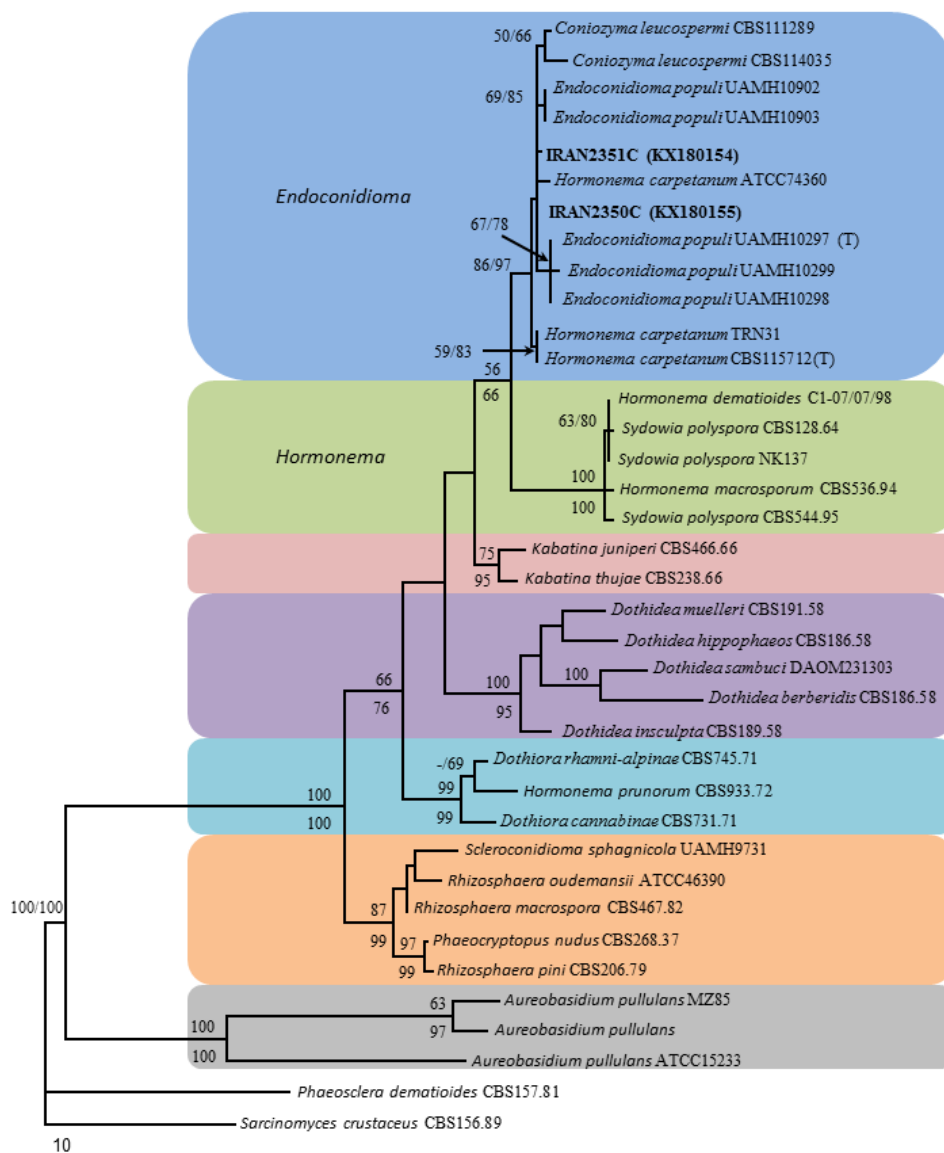 50/66
Coniozyma leucospermi CBS111289
Coniozyma leucospermi CBS114035
69/85
Endoconidioma populi UAMH10902
Endoconidioma populi UAMH10903
IRAN2351C (KX180154)
Endoconidioma
Hormonema carpetanum ATCC74360
IRAN2350C (KX180155)
67/78
Endoconidioma populi UAMH10297 (T)
86/97
Endoconidioma populi UAMH10299
Endoconidioma populi UAMH10298
Hormonema carpetanum TRN31
59/83
Hormonema carpetanum CBS115712(T)
56
66
Hormonema dematioides C1-07/07/98
63/80
Sydowia polyspora CBS128.64
Hormonema
Sydowia polyspora NK137
100
Hormonema macrosporum CBS536.94
100
Sydowia polyspora CBS544.95
75
Kabatina juniperi CBS466.66
95
Kabatina thujae CBS238.66
Dothidea muelleri CBS191.58
Dothidea hippophaeos CBS186.58
66
76
100
Dothidea sambuci DAOM231303
100
95
Dothidea berberidis CBS186.58
Dothidea insculpta CBS189.58
-/69
Dothiora rhamni-alpinae CBS745.71
99
Hormonema prunorum CBS933.72
99
Dothiora cannabinae CBS731.71
100
100
Scleroconidioma sphagnicola UAMH9731
Rhizosphaera oudemansii ATCC46390
87
Rhizosphaera macrospora CBS467.82
100/100
99
97
Phaeocryptopus nudus CBS268.37
99
Rhizosphaera pini CBS206.79
63
Aureobasidium pullulans MZ85
100
97
Aureobasidium pullulans
100
Aureobasidium pullulans ATCC15233
Phaeosclera dematioides CBS157.81
Sarcinomyces crustaceus CBS156.89
10